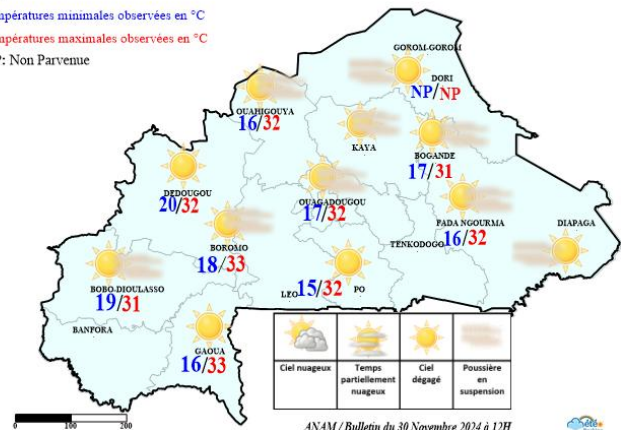 mpératures minimales observées en °C
mpératures maximales observées en °C
: Non Parvenue
GOROM-GOROM
DORI
NP/NP
OUAHIGOUYA
16/32
KAYA
BOGANDE
17/31
DEDOUGOU
20/32
OUAGADOUGOU
17/32
FADA NGOURMA
16/32
DIAPAGA
BOROMO
18/33
TENKODOGO
BOBO-DIOULASSO
19/31
LEO
15/32
PO
BANFORA
GAOUA
16/33
Ciel nuageux
Temps
partiellement
nuageux
Ciel
dégagé
Poussière
en
suspension
0 100 200
ANAM / Bulletin du 30 Novembre 2024 à 12H